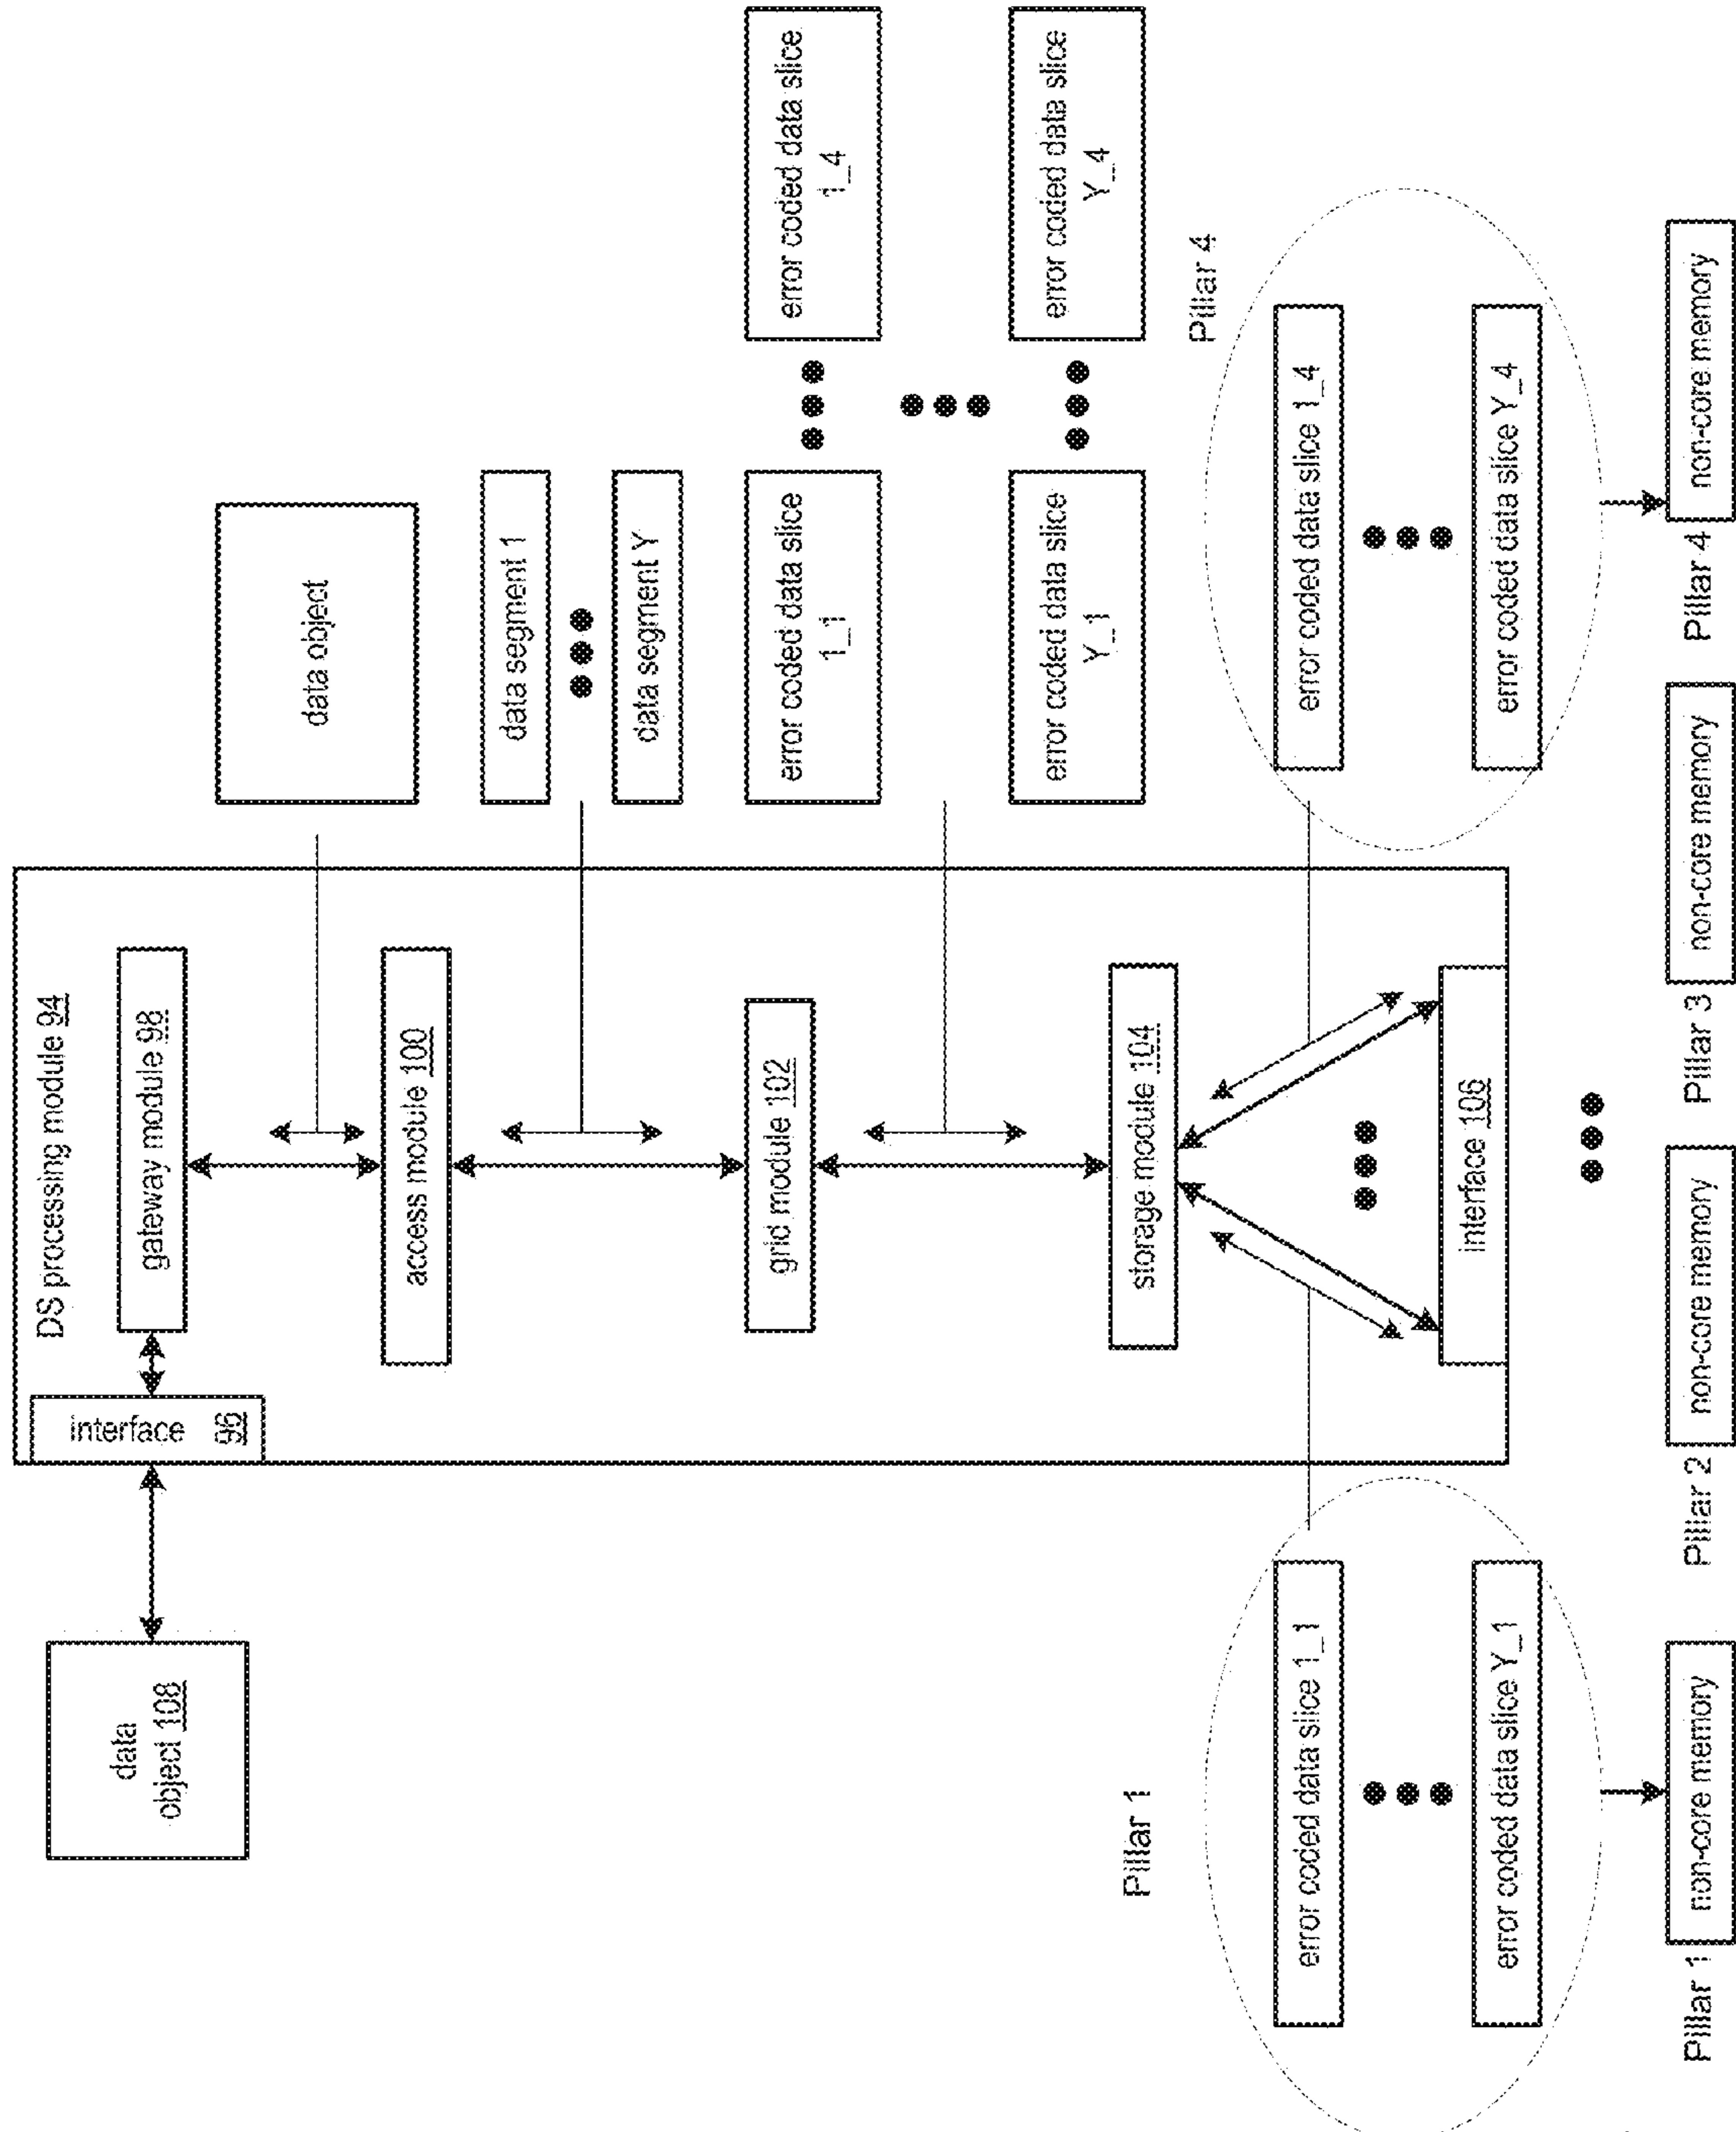 data
object 108
interface 96
DS processing module 94
gateway module 98
access module 100
grid module 102
storage module 104
interface 106
data object
data segment 1
data segment Y
error coded data slice
1_1
error coded data slice
1_4
error coded data slice
Y_1
error coded data slice
Y_4
Pillar 1
error coded data slice 1_1
error coded data slice Y_1
Pillar 4
error coded data slice 1_4
error coded data slice Y_4
Pillar 1 non-core memory
Pillar 2 non-core memory
Pillar 3 non-core memory
Pillar 4 non-core memory